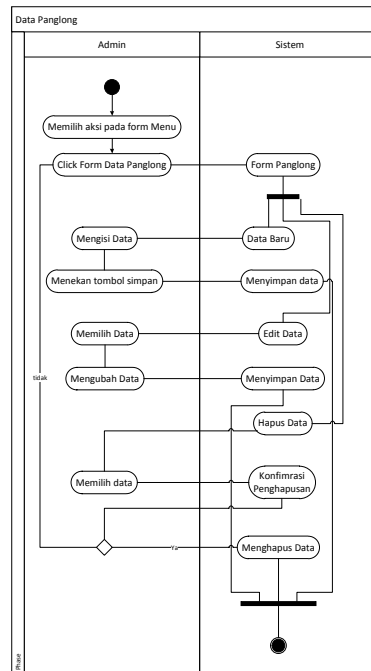 Data Panglong
Admin
Sistem
Memilih aksi pada form Menu
Click Form Data Panglong
Form Panglong
Mengisi Data
Data Baru
Menekan tombol simpan
Menyimpan data
Memilih Data
Edit Data
tidak
Mengubah Data
Menyimpan Data
Hapus Data
Memilih data
Konfimrasi
Penghapusan
Ya
Menghapus Data
Phase